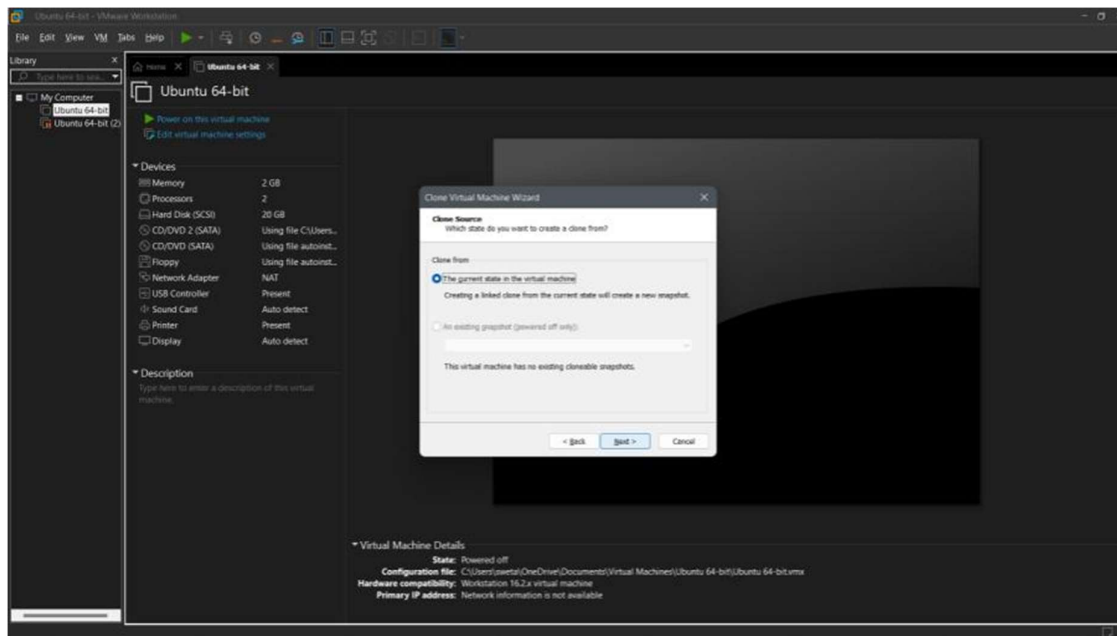 Ubuntu 64-bit - VMware Workstation
File Edit View VM Tabs Help
Library X
Type here to sea...
My Computer
Ubuntu 64-bit
Ubuntu 64-bit (2)
Home X Ubuntu 64-bit X
Ubuntu 64-bit
Power on this virtual machine
Edit virtual machine settings
Devices
Memory 2 GB
Processors 2
Hard Disk (SCSI) 20 GB
CD/DVD 2 (SATA) Using file C:\Users...
CD/DVD (SATA) Using file autoinst...
Floppy Using file autoinst...
Network Adapter NAT
USB Controller Present
Sound Card Auto detect
Printer Present
Display Auto detect
Description
Type here to enter a description of this virtual
machine.
Clone Virtual Machine Wizard
Clone Source
Which state do you want to create a clone from?
Clone from
The current state in the virtual machine
Creating a linked clone from the current state will create a new snapshot.
An existing snapshot (powered off only):
This virtual machine has no existing cloneable snapshots.
< Back Next > Cancel
Virtual Machine Details
State: Powered off
Configuration file: C:\Users\sweta\OneDrive\Documents\Virtual Machines\Ubuntu 64-bit\Ubuntu 64-bit.vmx
Hardware compatibility: Workstation 16.2.x virtual machine
Primary IP address: Network information is not available